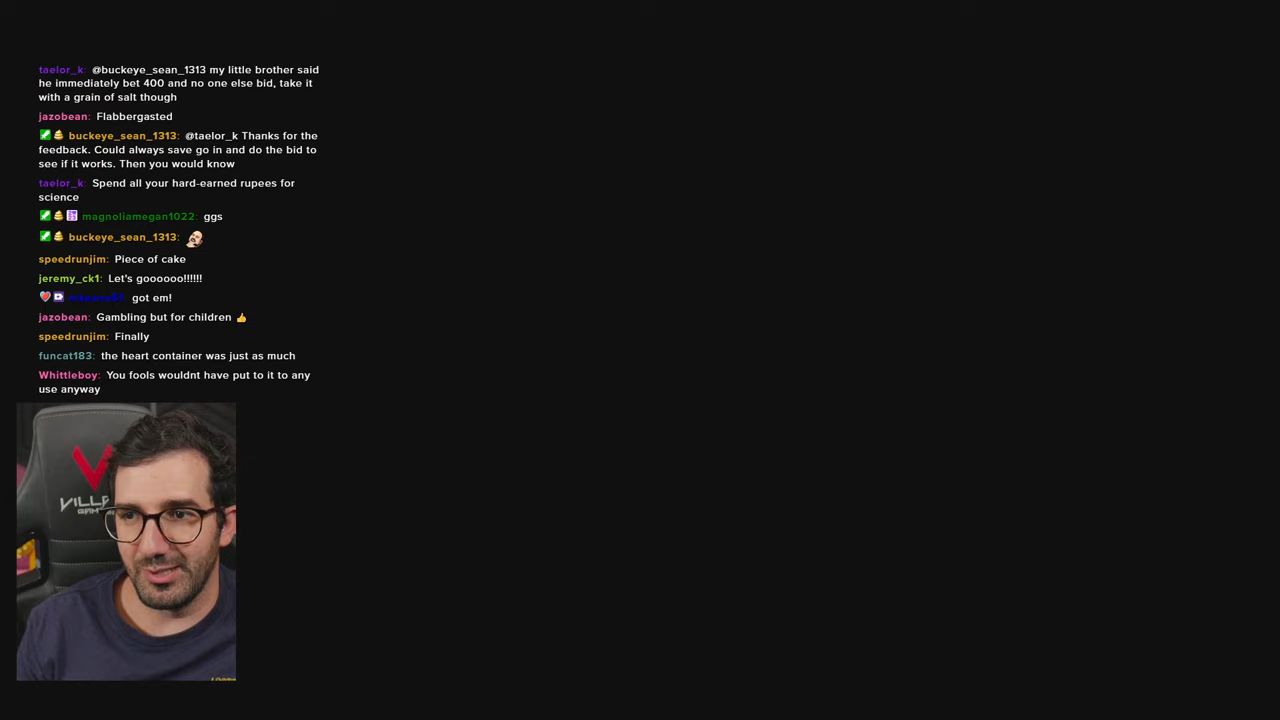 taelor_k: @buckeye_sean_1313 my little brother said
he immediately bet 400 and no one else bid, take it
with a grain of salt though
jazobean: Flabbergasted
buckeye_sean_1313: @taelor_k Thanks for the
feedback. Could always save go in and do the bid to
see if it works. Then you would know
taelor_k: Spend all your hard-earned rupees for
science
magnoliamegan1022: ggs
buckeye_sean_1313:
speedrunjim: Piece of cake
jeremy_ck1: Let's goooooo!!!!!!
got em!
jazobean: Gambling but for children 👍
speedrunjim: Finally
funcat183: the heart container was just as much
Whittleboy: You fools wouldnt have put to it to any
use anyway